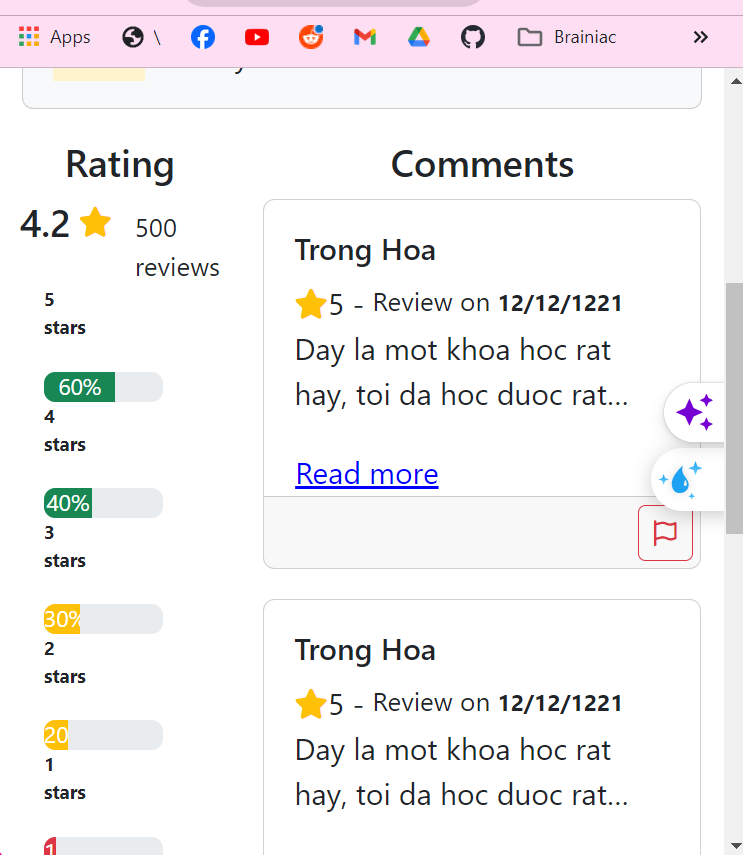 Apps
\
Brainiac
Rating
4.2
500
reviews
5
stars
60%
4
stars
40%
3
stars
30%
2
stars
20
1
stars
1
Comments
Trong Hoa
5 - Review on 12/12/1221
Day la mot khoa hoc rat
hay, toi da hoc duoc rat...
Read more
Trong Hoa
5 - Review on 12/12/1221
Day la mot khoa hoc rat
hay, toi da hoc duoc rat...